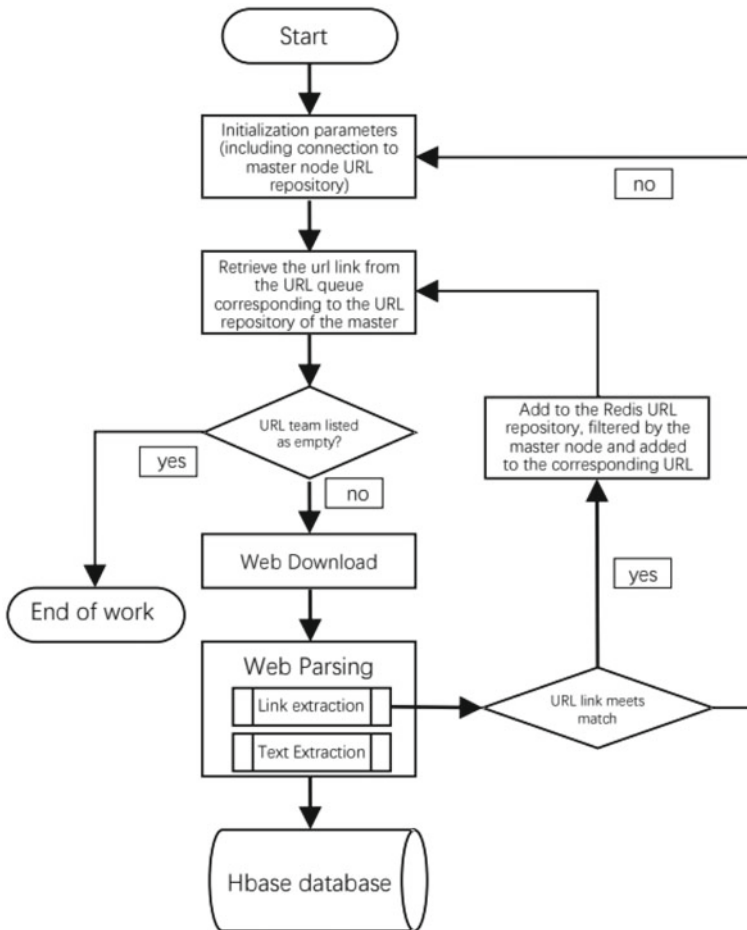 Start
Initialization parameters
(including connection to
master node URL
repository)
no
Retrieve the url link from
the URL queue
corresponding to the URL
repository of the master
URL team listed
as empty?
Add to the Redis URL
repository, filtered by the
master node and added
to the corresponding URL
yes
no
Web Download
yes
End of work
Web Parsing
Link extraction
URL link meets
match
Text Extraction
Hbase database